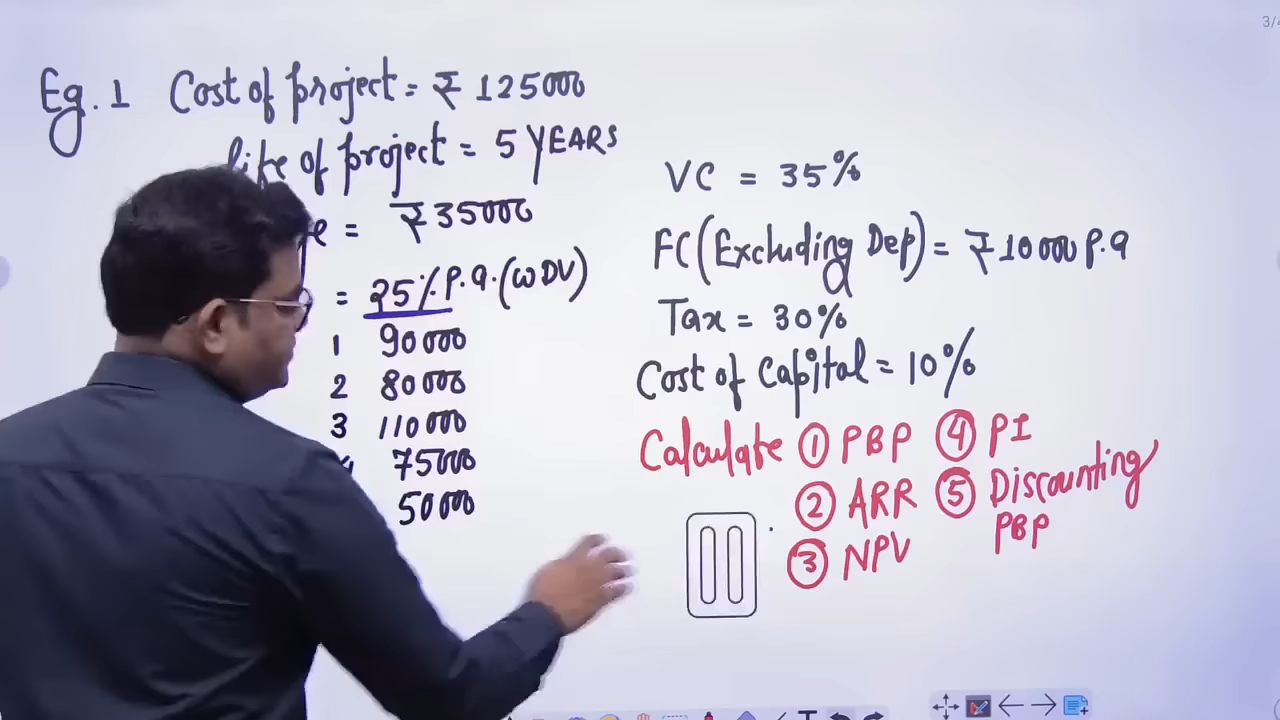 Eg. 1 Cost of project = ₹ 125000
life of project = 5 YEARS
= ₹35000
= 25% P.a. (WDV)
1 90000
2 80000
3 110000
75000
50000
VC = 35%
FC (Excluding Dep) = ₹10000 P.a
Tax = 30%
Cost of Capital = 10%
Calculate ① PBP ④ PI
② ARR ⑤ Discounting PBP
③ NPV
3/4